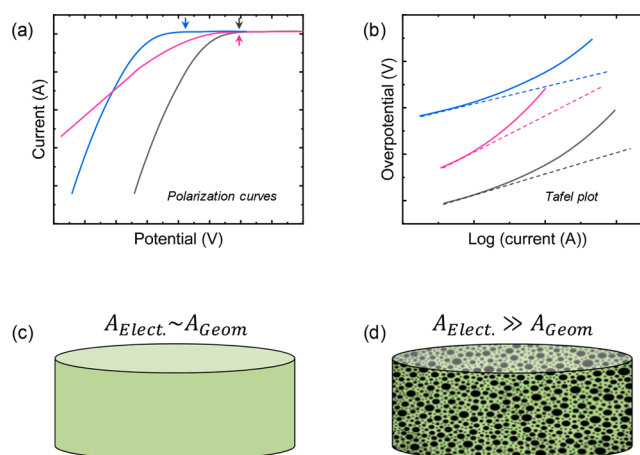 (a)
Current (A)
Polarization curves
Potential (V)
(b)
Overpotential (V)
Tafel plot
Log (current (A))
(c)
A_Elect.~A_Geom
(d)
A_Elect. ≫ A_Geom